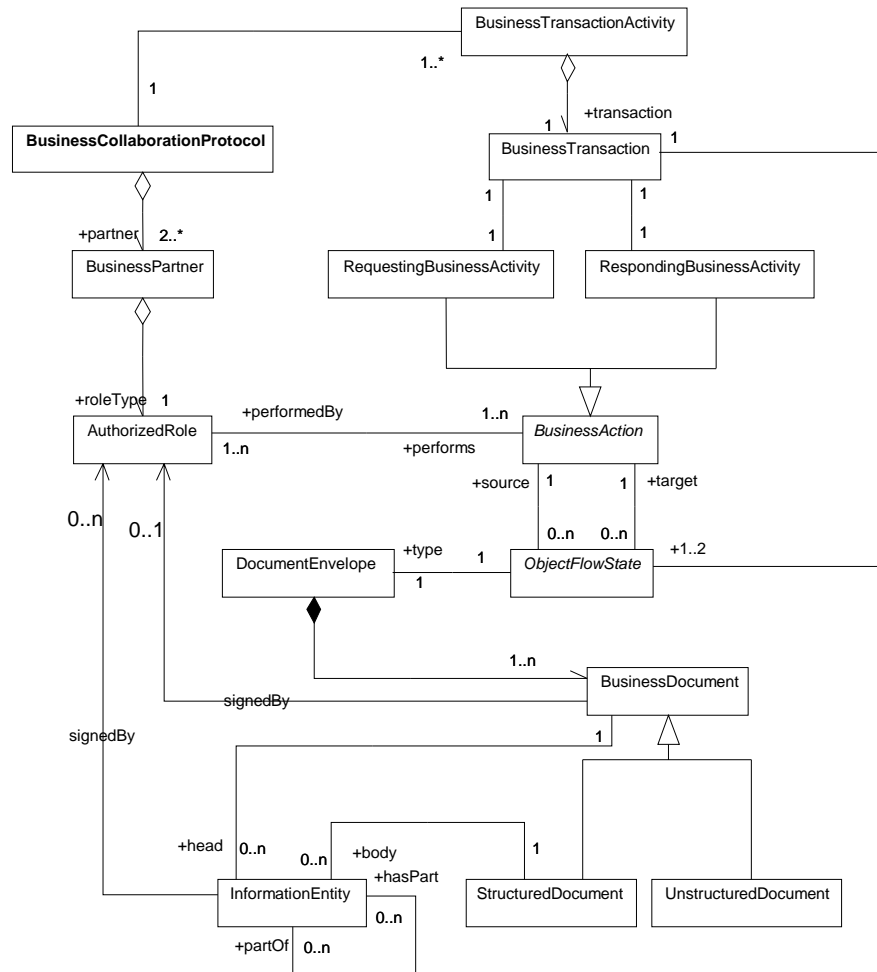 BusinessTransactionActivity
1..*
1
+transaction
1
1
BusinessCollaborationProtocol
BusinessTransaction
1
1
+partner
2..*
1
1
BusinessPartner
RequestingBusinessActivity
RespondingBusinessActivity
+roleType
1
+performedBy
1..n
AuthorizedRole
BusinessAction
1..n
+performs
+source
1
1
+target
0..n
0..1
0..n
0..n
+type
1
+1..2
DocumentEnvelope
1
ObjectFlowState
1..n
BusinessDocument
signedBy
signedBy
1
+head
0..n
0..n
+body
1
+hasPart
InformationEntity
StructuredDocument
UnstructuredDocument
0..n
+partOf
0..n